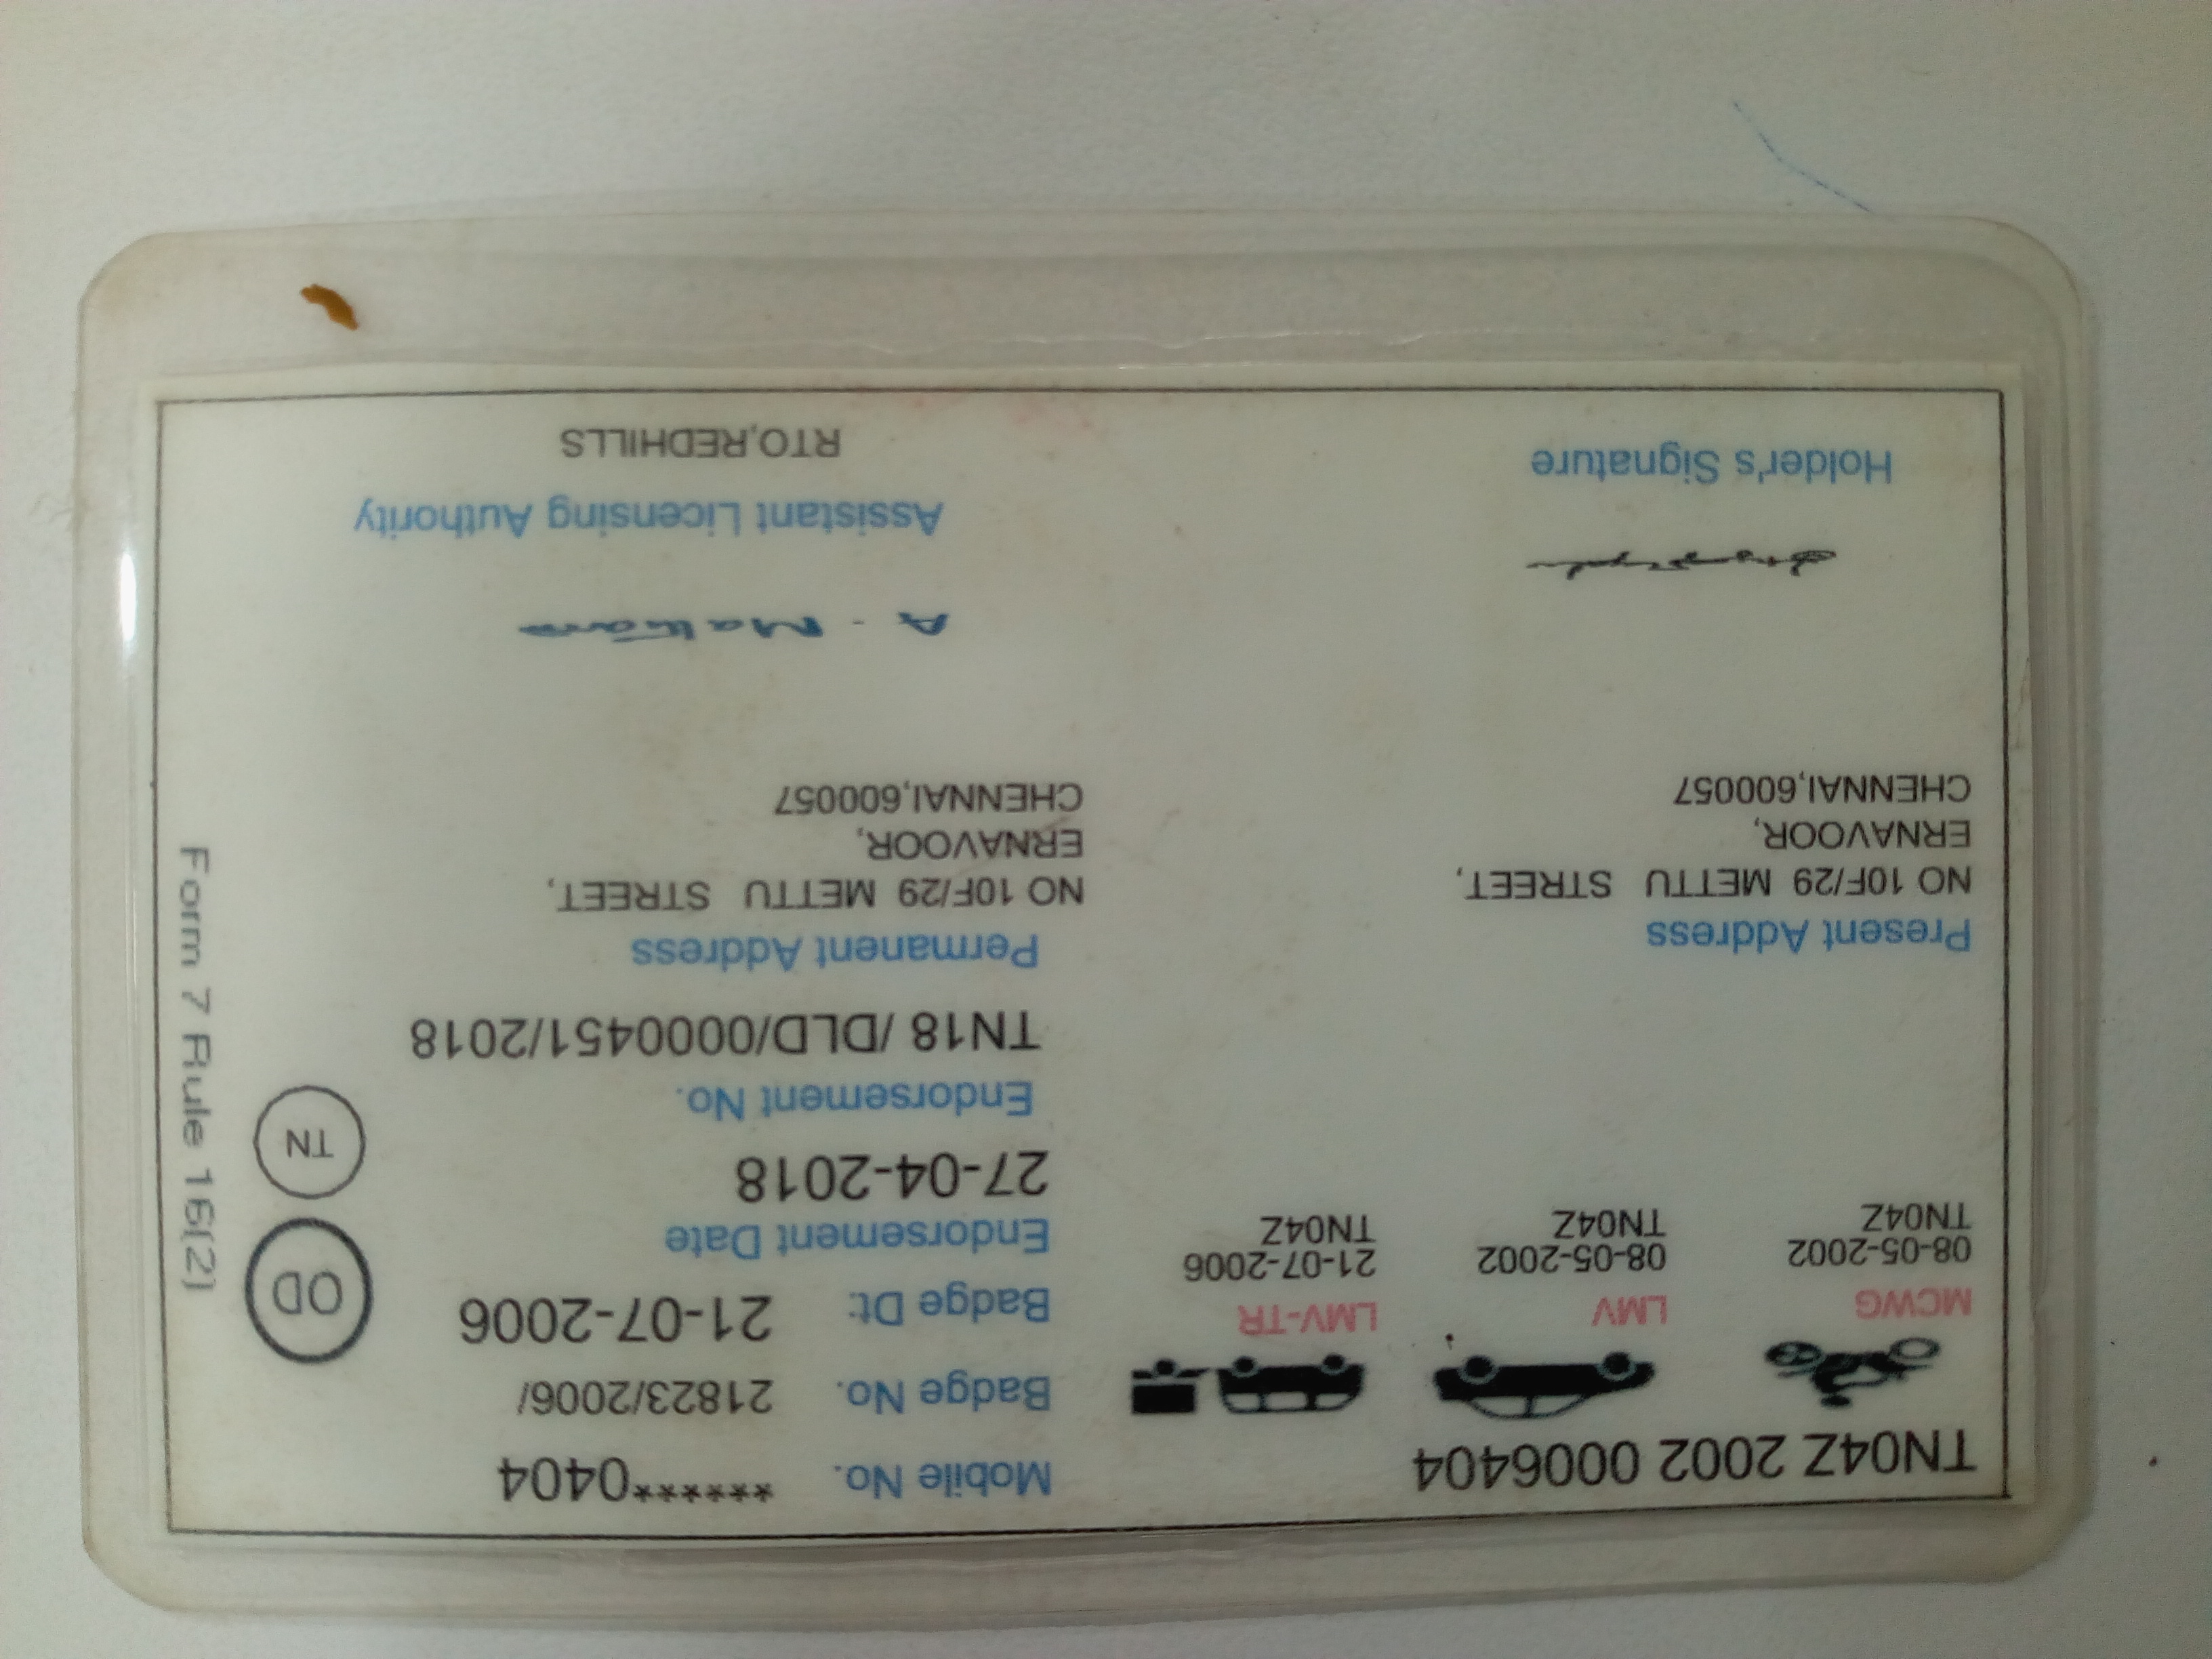 TN04Z 2002 0006404
MCWG
08-05-2002
TN04Z
LMV
08-05-2002
TN04Z
LMV-TR
21-07-2006
TN04Z
Present Address
NO 10F/29 METTU STREET,
ERNAVOOR,
CHENNAI,600057
Holder's Signature
Mobile No. ******0404
Badge No. 21823/2006/
Badge Dt: 21-07-2006
Endorsement Date
27-04-2018
Endorsement No.
TN18 /DLD/0000451/2018
Permanent Address
NO 10F/29 METTU STREET,
ERNAVOOR,
CHENNAI,600057
Assistant Licensing Authority
RTO,REDHILLS
OD
TN
Form 7 Rule 16(2)